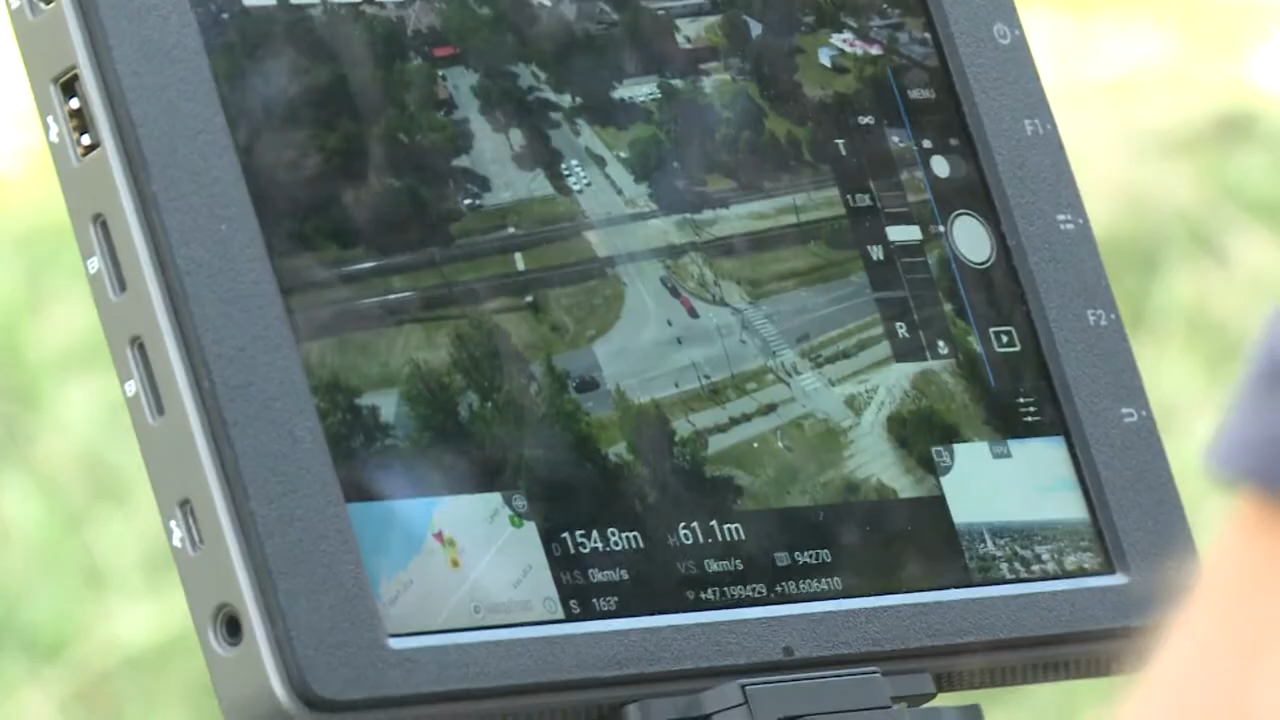 MENU
F1
∞
T
1.0X
W
F2
R
FPV
D 154.8m
H 61.1m
H.S. 0km/s
V.S. 0km/s
94270
S 163°
+47.199429 , +18.606410